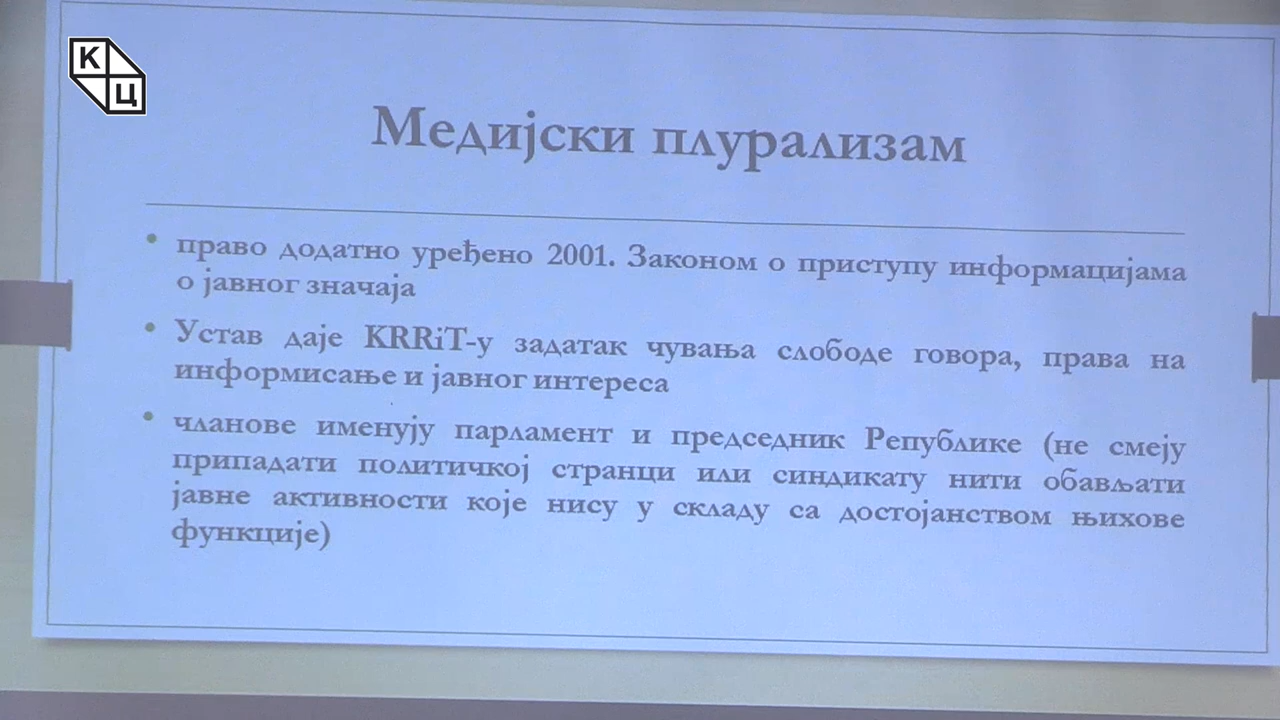 К
Ц
Медијски плурализам
• право додатно уређено 2001. Законом о приступу информацијама
о јавног значаја
• Устав даје KRRiT-у задатак чувања слободе говора, права на
информисање и јавног интереса
• чланове именују парламент и председник Републике (не смеју
припадати политичкој странци или синдикату нити обављати
јавне активности које нису у складу са достојанством њихове
функције)